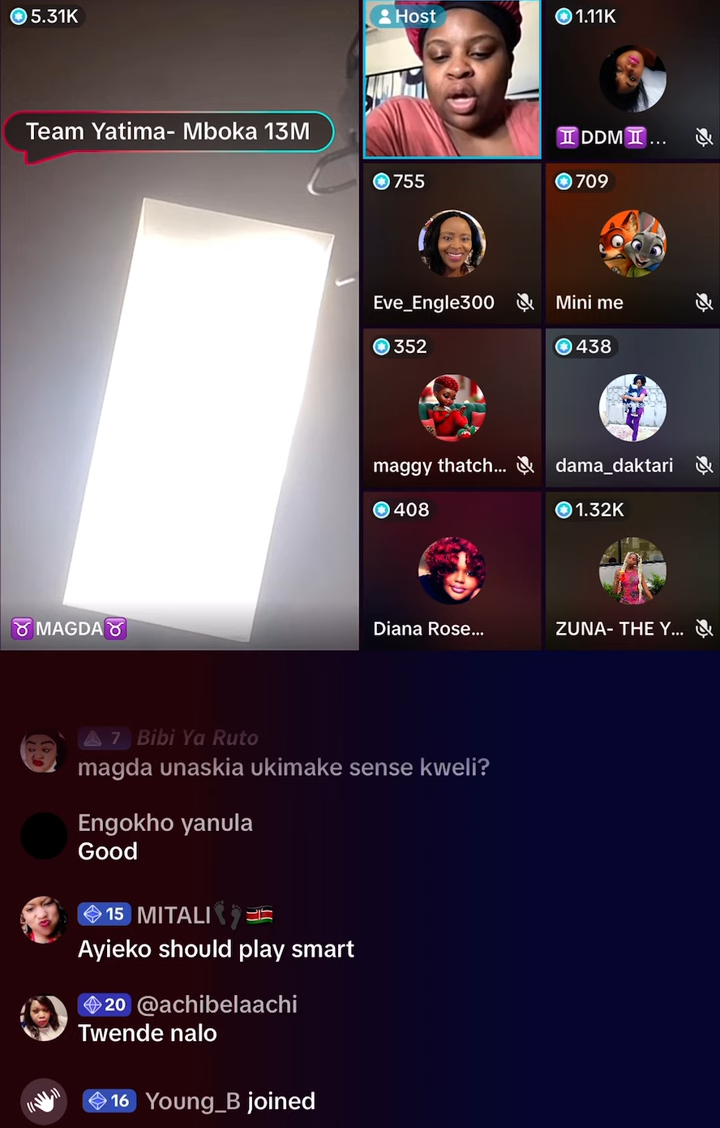 5.31K
Team Yatima- Mboka 13M
♉MAGDA♉
Host
1.11K
♊DDM♊...
755
Eve_Engle300
709
Mini me
352
maggy thatch...
438
dama_daktari
408
Diana Rose...
1.32K
ZUNA- THE Y...
7 Bibi Ya Ruto
magda unaskia ukimake sense kweli?
Engokho yanula
Good
15 MITALI👣🇰🇪
Ayieko should play smart
20 @achibelaachi
Twende nalo
16 Young_B joined